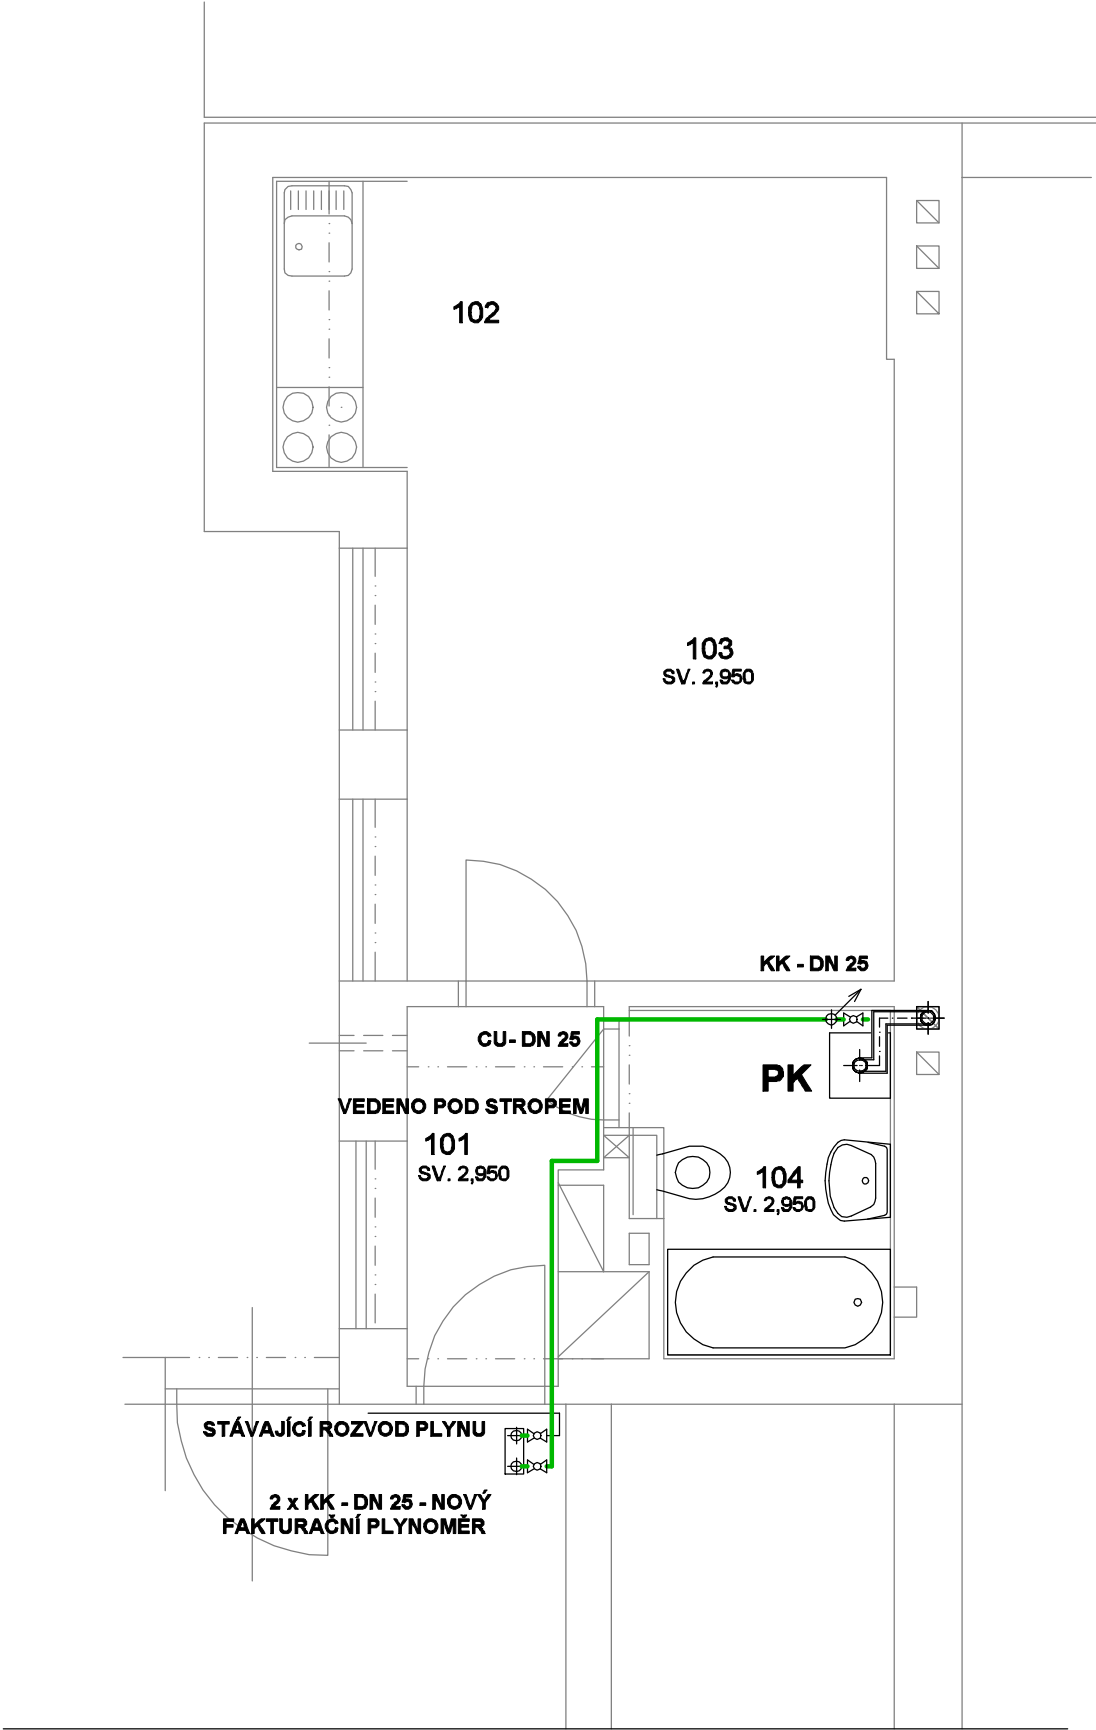 102
103
SV. 2,950
KK - DN 25
CU- DN 25
PK
VEDENO POD STROPEM
101
SV. 2,950
104
SV. 2,950
STÁVAJÍCÍ ROZVOD PLYNU
2 x KK - DN 25 - NOVÝ
FAKTURAČNÍ PLYNOMĚR